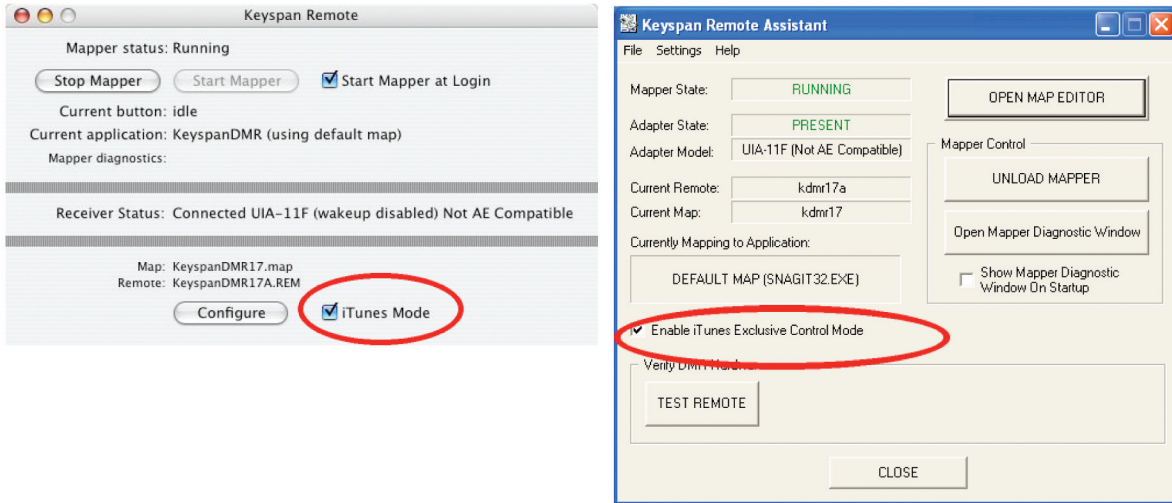 Keyspan Remote
Mapper status: Running
Stop Mapper Start Mapper Start Mapper at Login
Current button: idle
Current application: KeyspanDMR (using default map)
Mapper diagnostics:
Receiver Status: Connected UIA-11F (wakeup disabled) Not AE Compatible
Map: KeyspanDMR17.map
Remote: KeyspanDMR17A.REM
Configure iTunes Mode
Keyspan Remote Assistant
File Settings Help
Mapper State: RUNNING
OPEN MAP EDITOR
Adapter State: PRESENT
Adapter Model: UIA-11F (Not AE Compatible)
Mapper Control
UNLOAD MAPPER
Current Remote: kdmr17a
Current Map: kdmr17
Open Mapper Diagnostic Window
Currently Mapping to Application:
DEFAULT MAP (SNAGIT32.EXE)
Show Mapper Diagnostic
Window On Startup
Enable iTunes Exclusive Control Mode
Verify DMR Hardware
TEST REMOTE
CLOSE